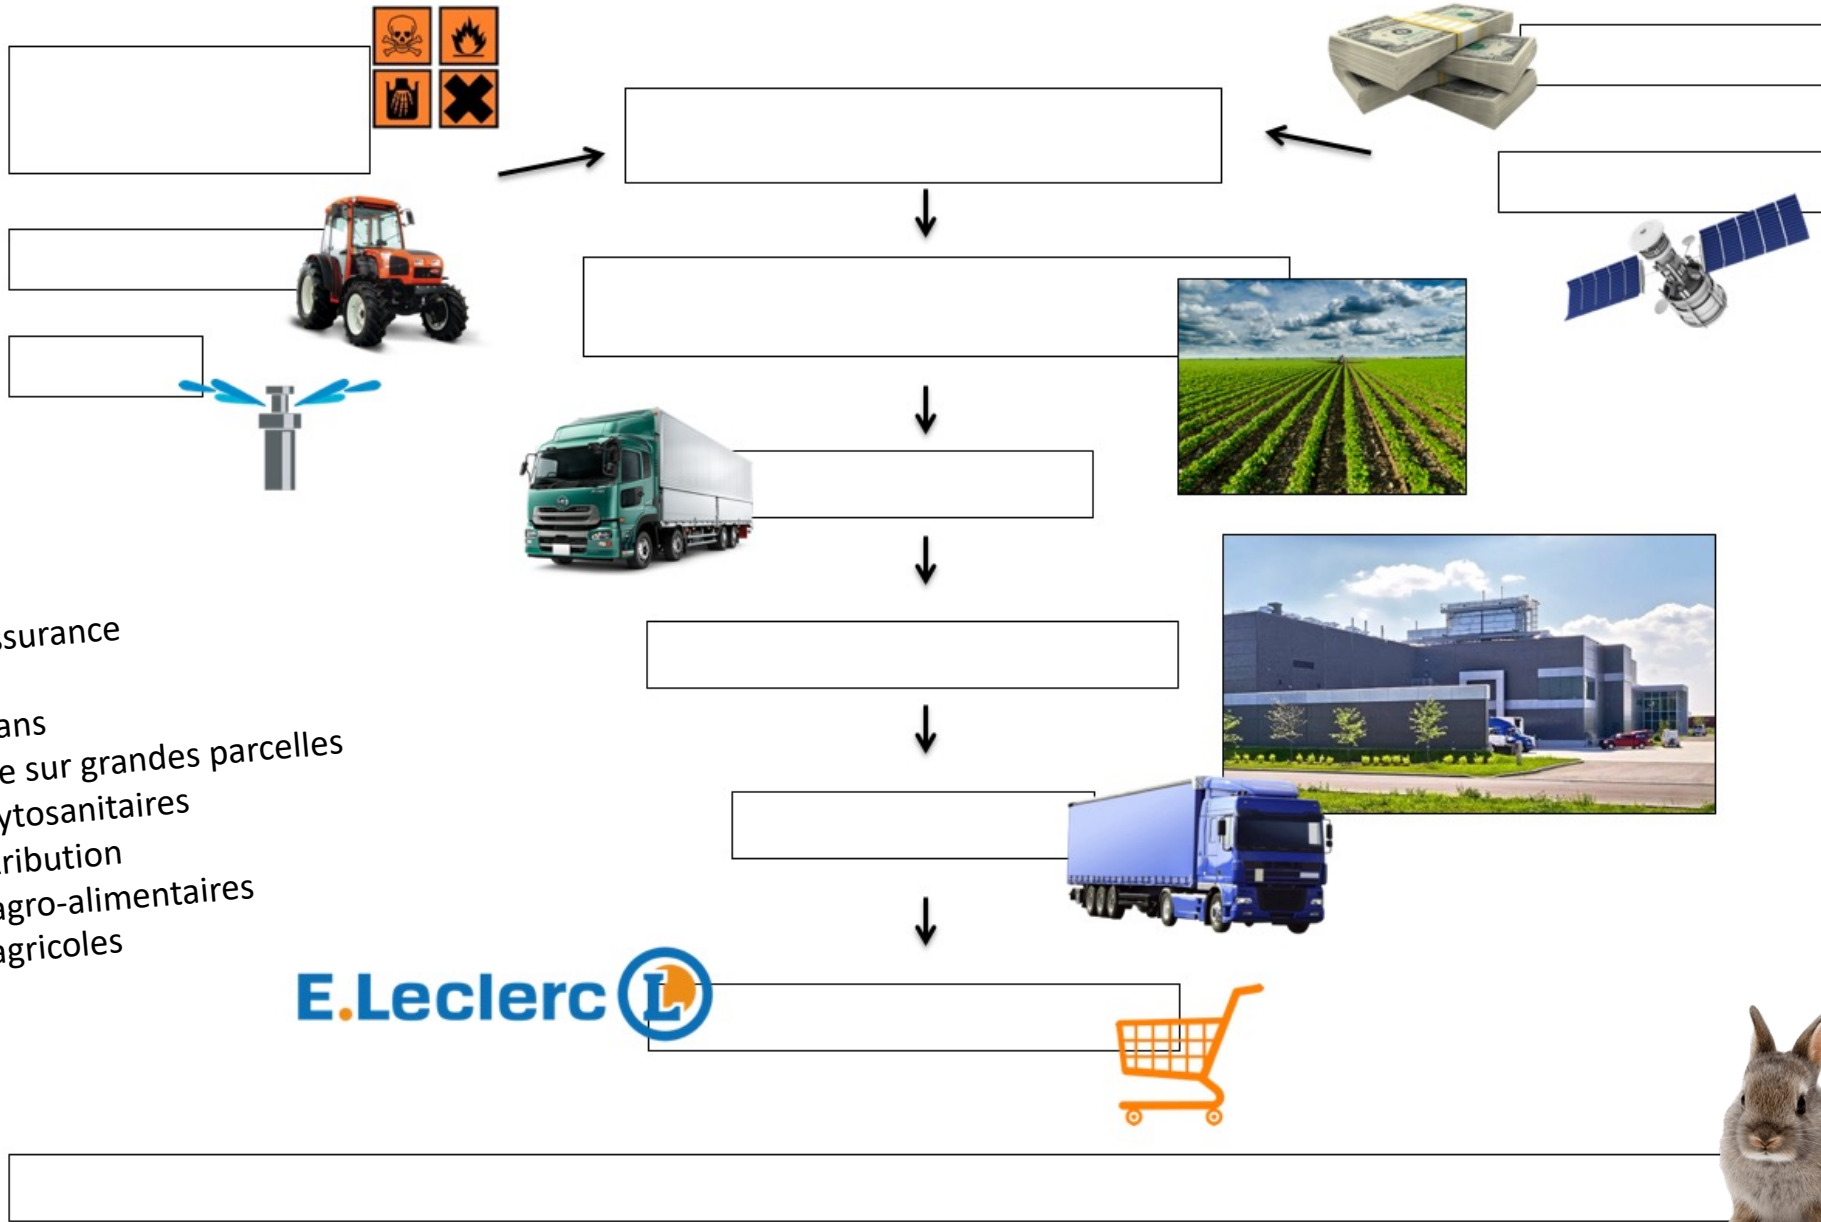 ssurance
ans
e sur grandes parcelles
ytosanitaires
ribution
agro-alimentaires
agricoles
E.Leclerc L